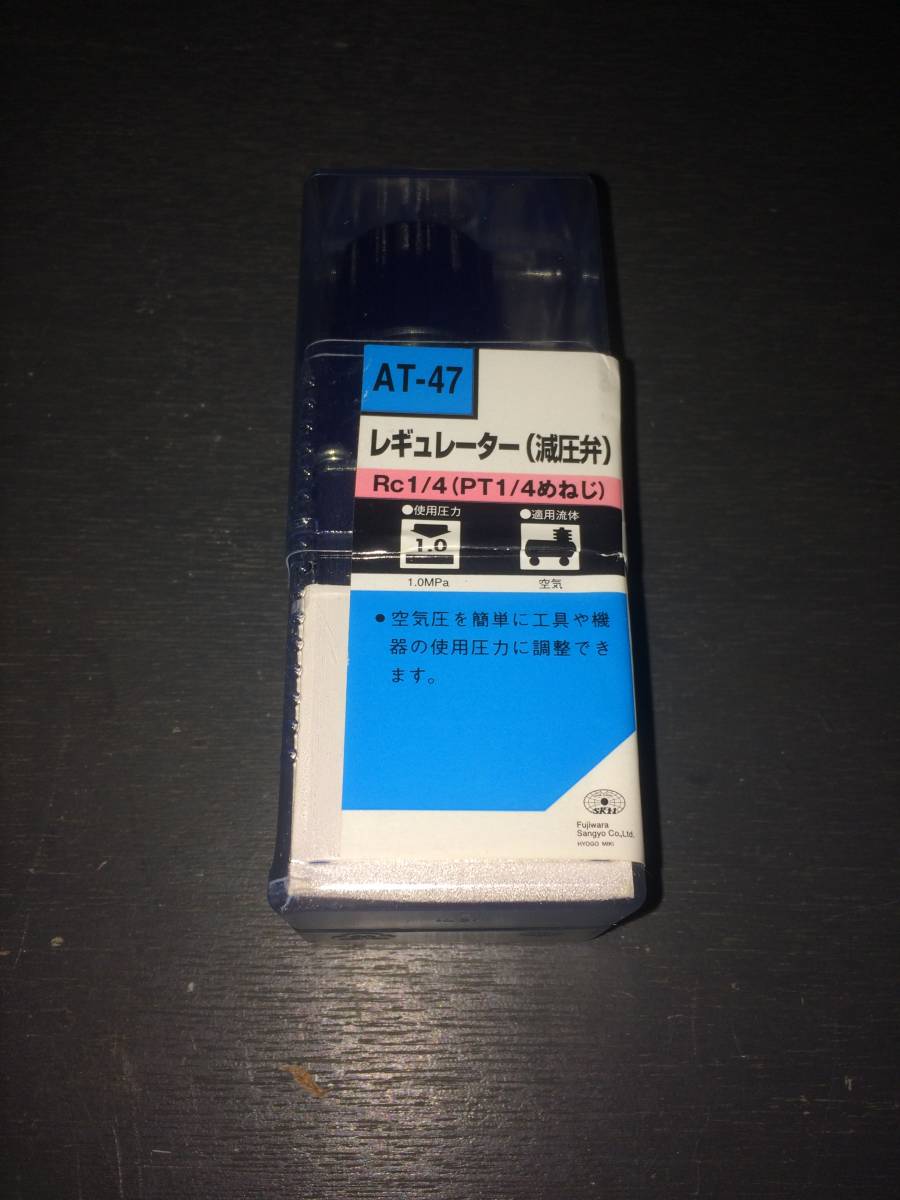 AT-47
レギュレーター(減圧弁)
Rc1/4(PT1/4めねじ)
●使用圧力
●適用流体
1.0
1.0MPa
空気
●空気圧を簡単に工具や機
器の使用圧力に調整でき
ます。
SK11
Fujiwara
Sangyo Co.,Ltd.
HYOGO MIKI